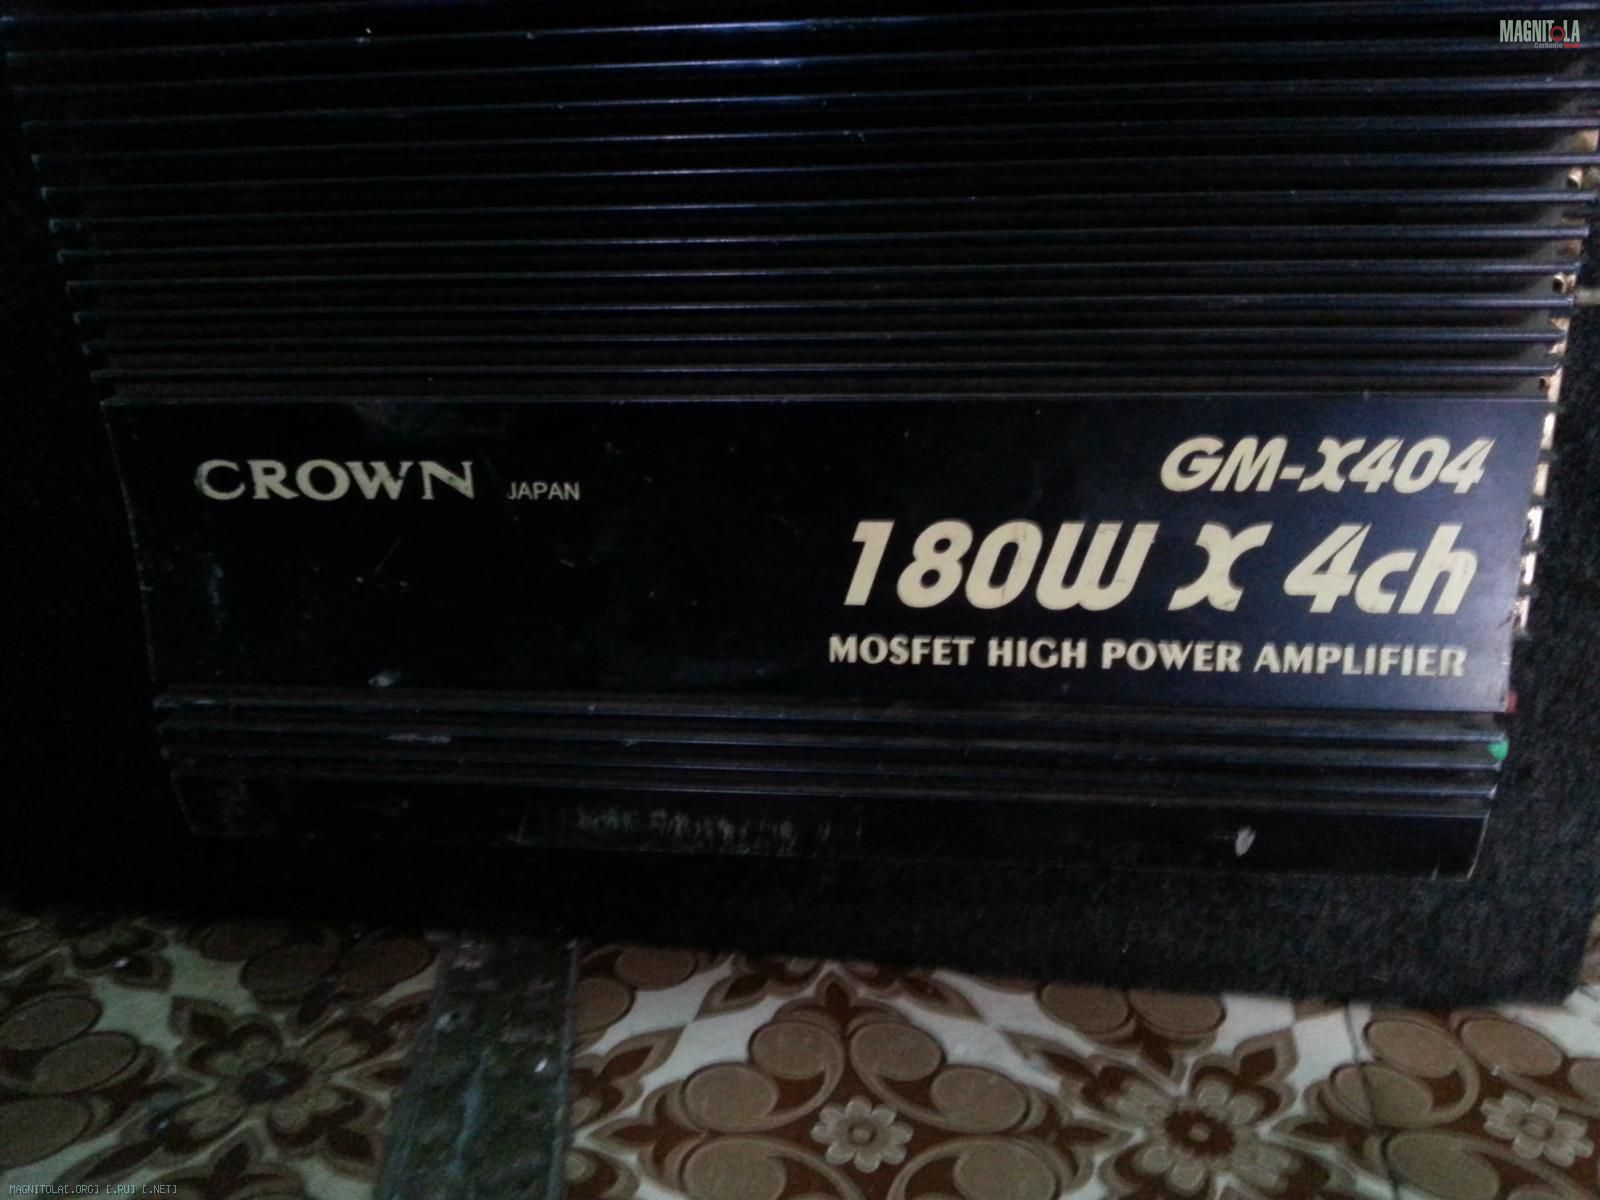 MAGNITOLA
CROWN JAPAN
GM-X404
180W X 4ch
MOSFET HIGH POWER AMPLIFIER
MAGNITOLA[.ORG] [.RU] [.NET]